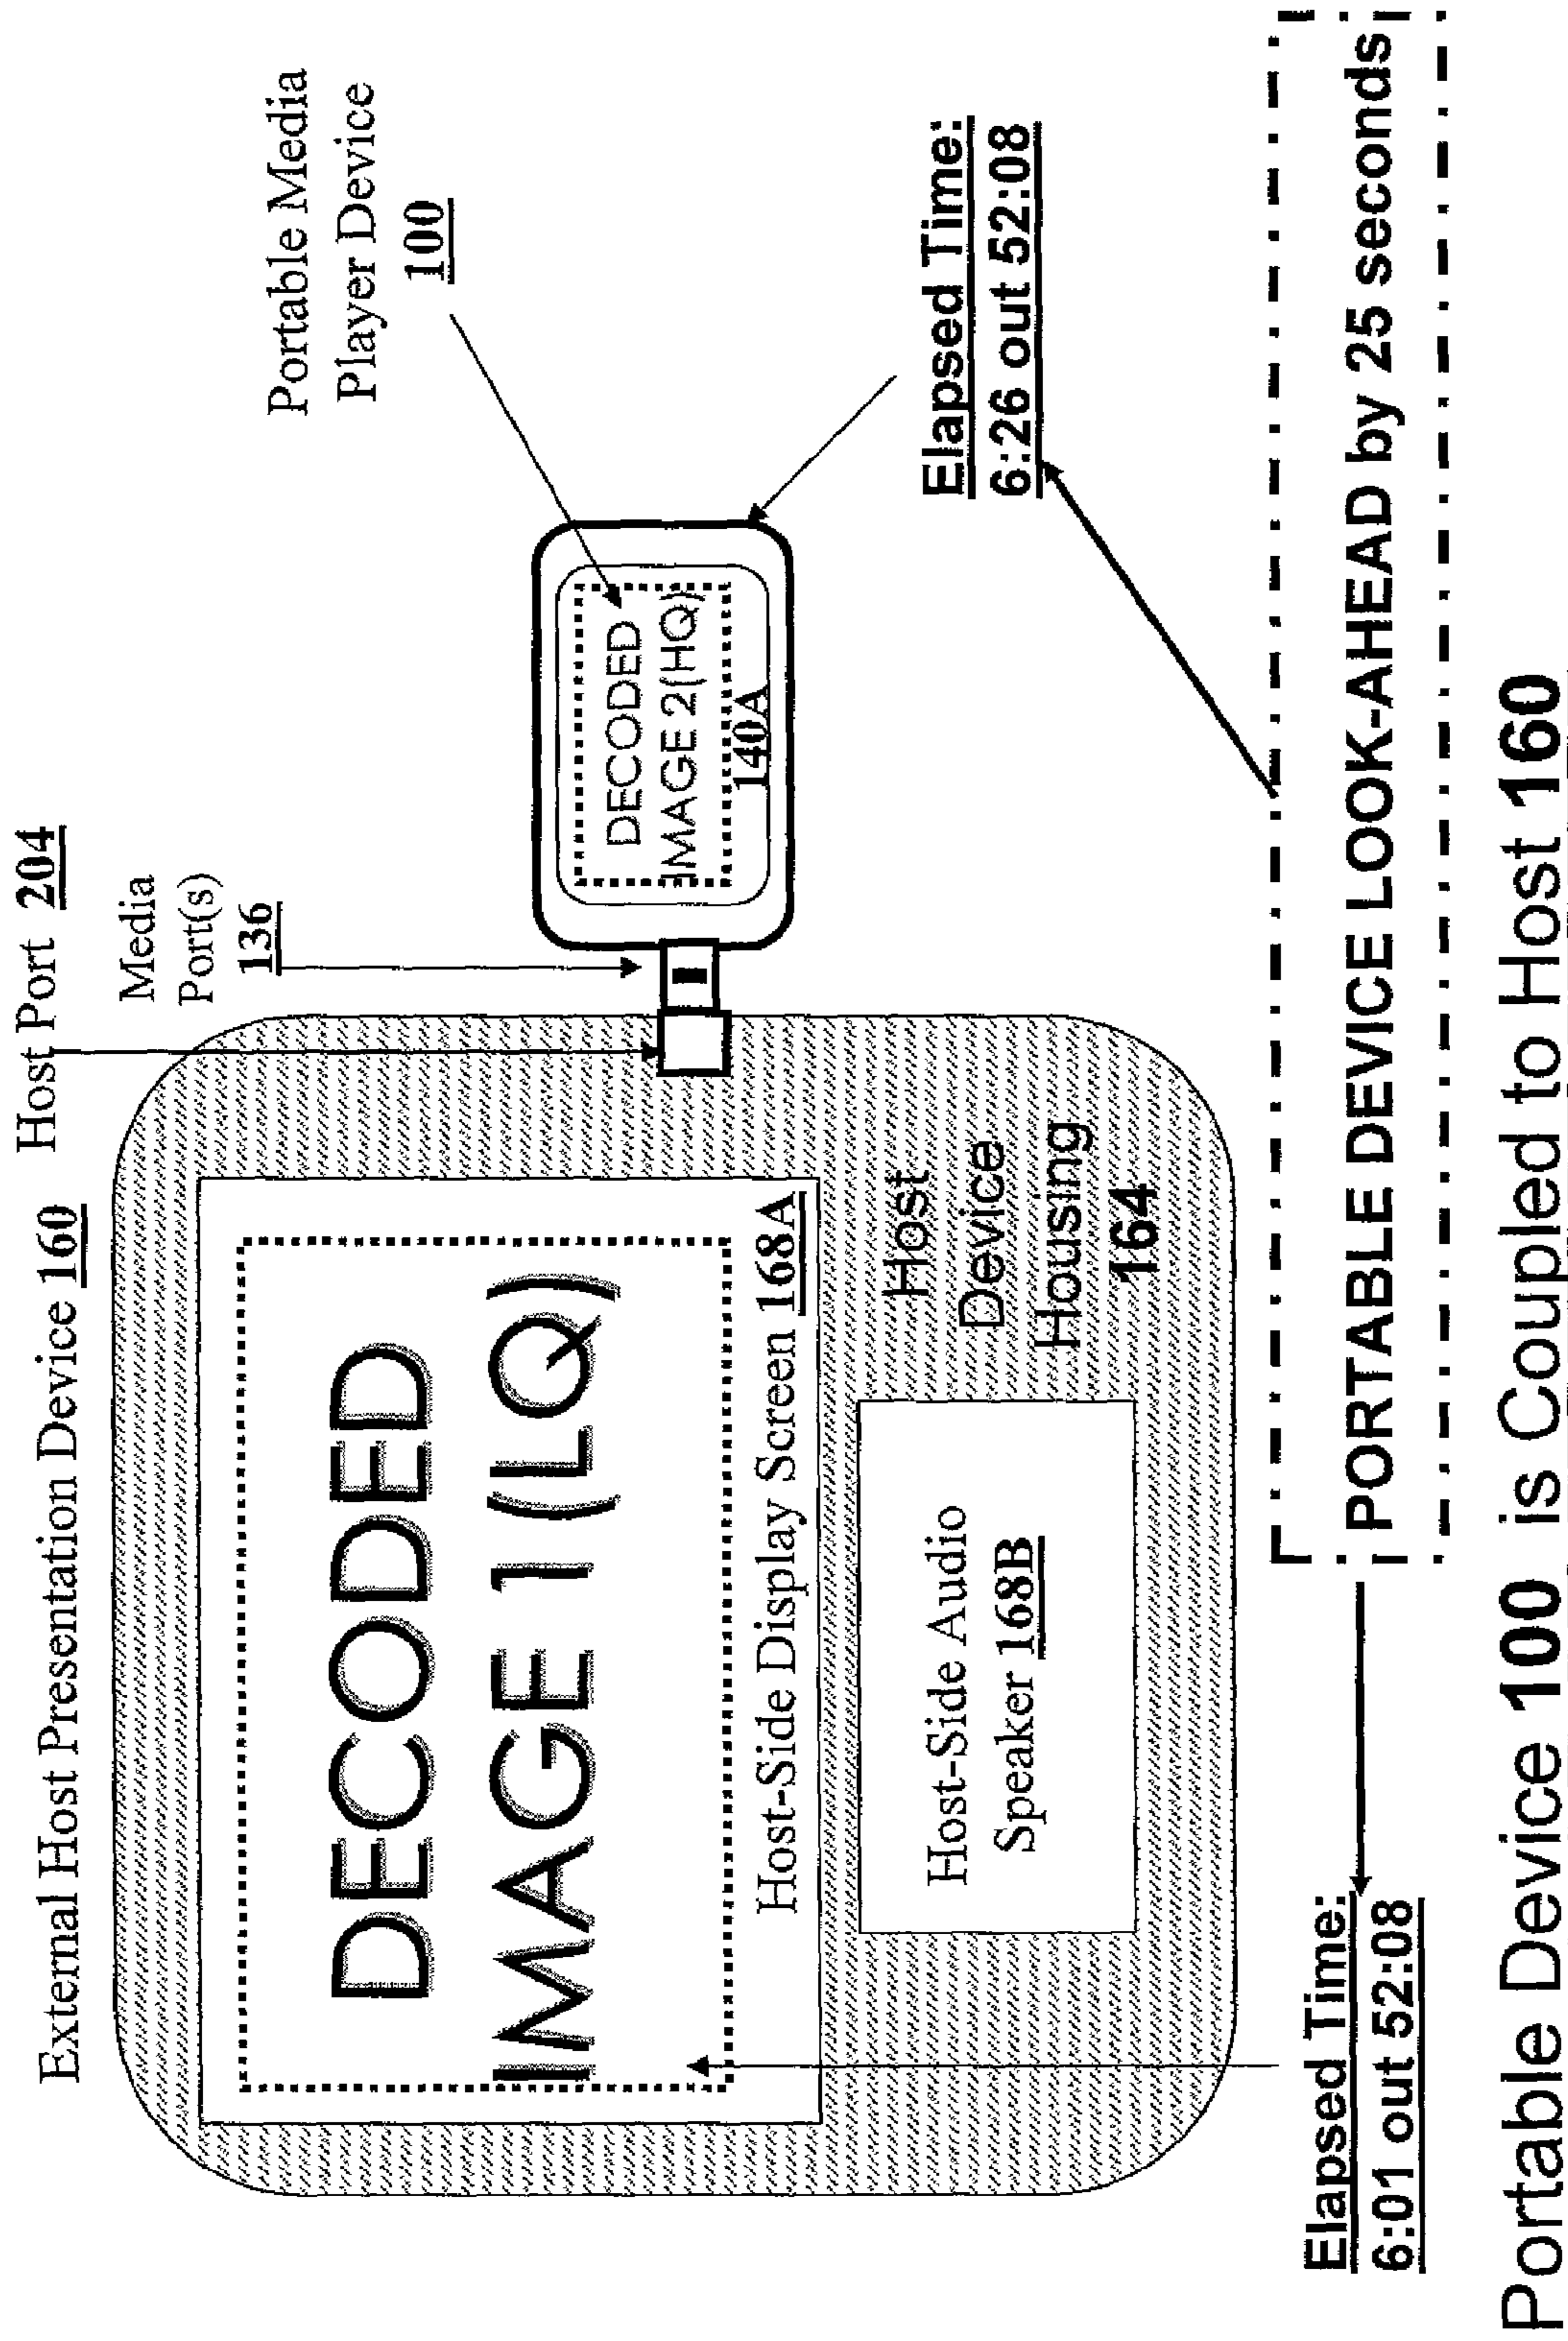 External Host Presentation Device 160
Host Port 204
Media
Port(s)
136
Portable Media
Player Device
100
DECODED
IMAGE 1 (LQ)
Host-Side Display Screen 168A
DECODED
IMAGE 2(HQ)
140A
Host-Side Audio
Speaker 168B
Host
Device
Housing
164
Elapsed Time:
6:26 out 52:08
Elapsed Time:
6:01 out 52:08
PORTABLE DEVICE LOOK-AHEAD by 25 seconds
Portable Device 100 is Coupled to Host 160